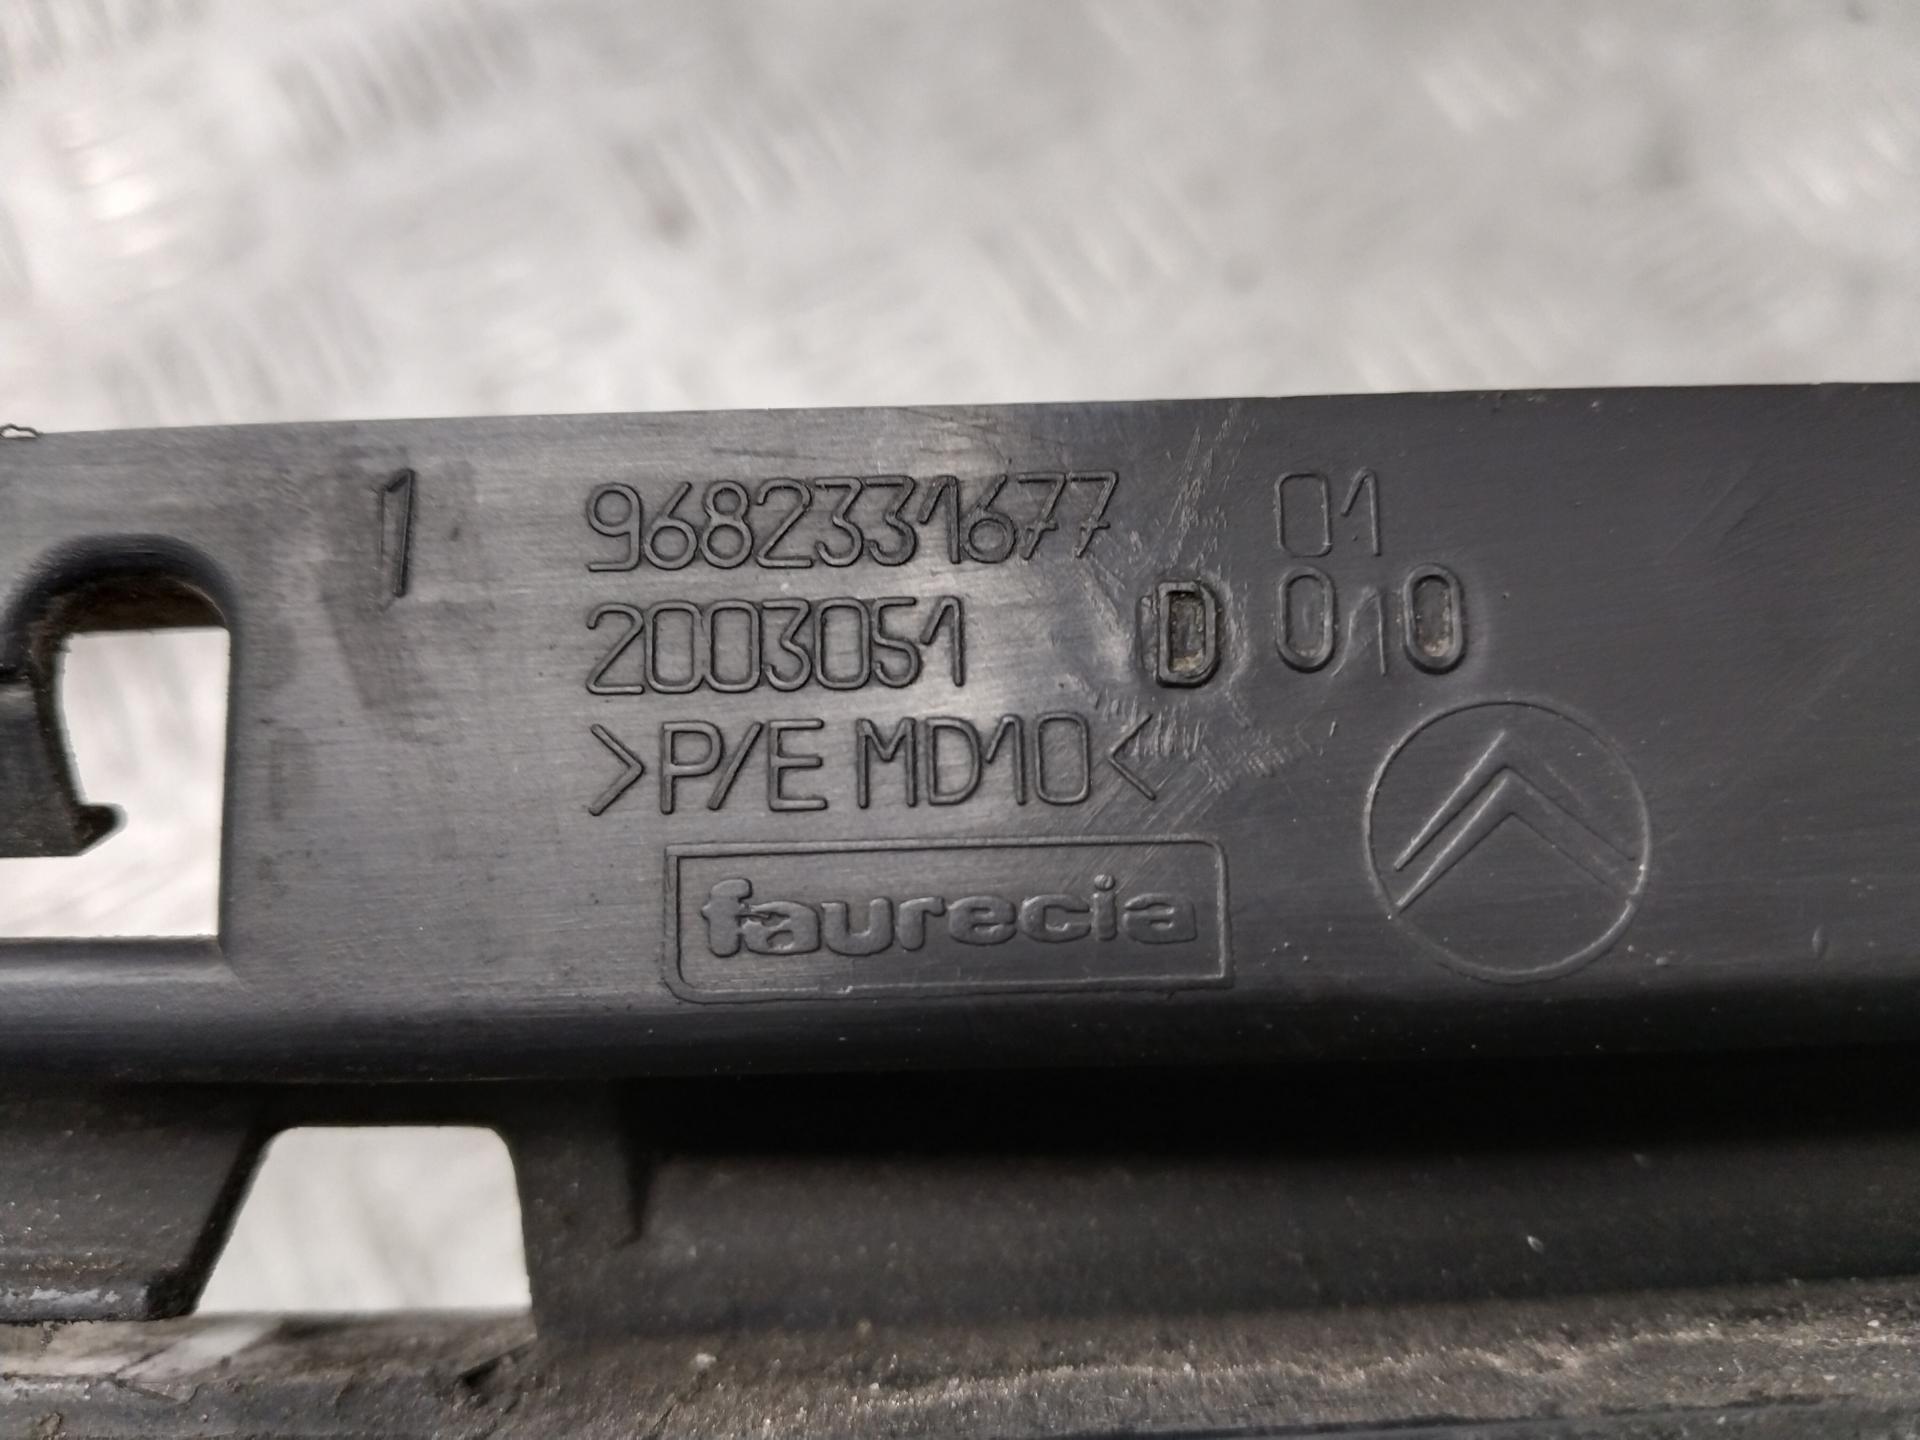 1 9682331677 01
2003051 D 010
>P/E MD10<
faurecia